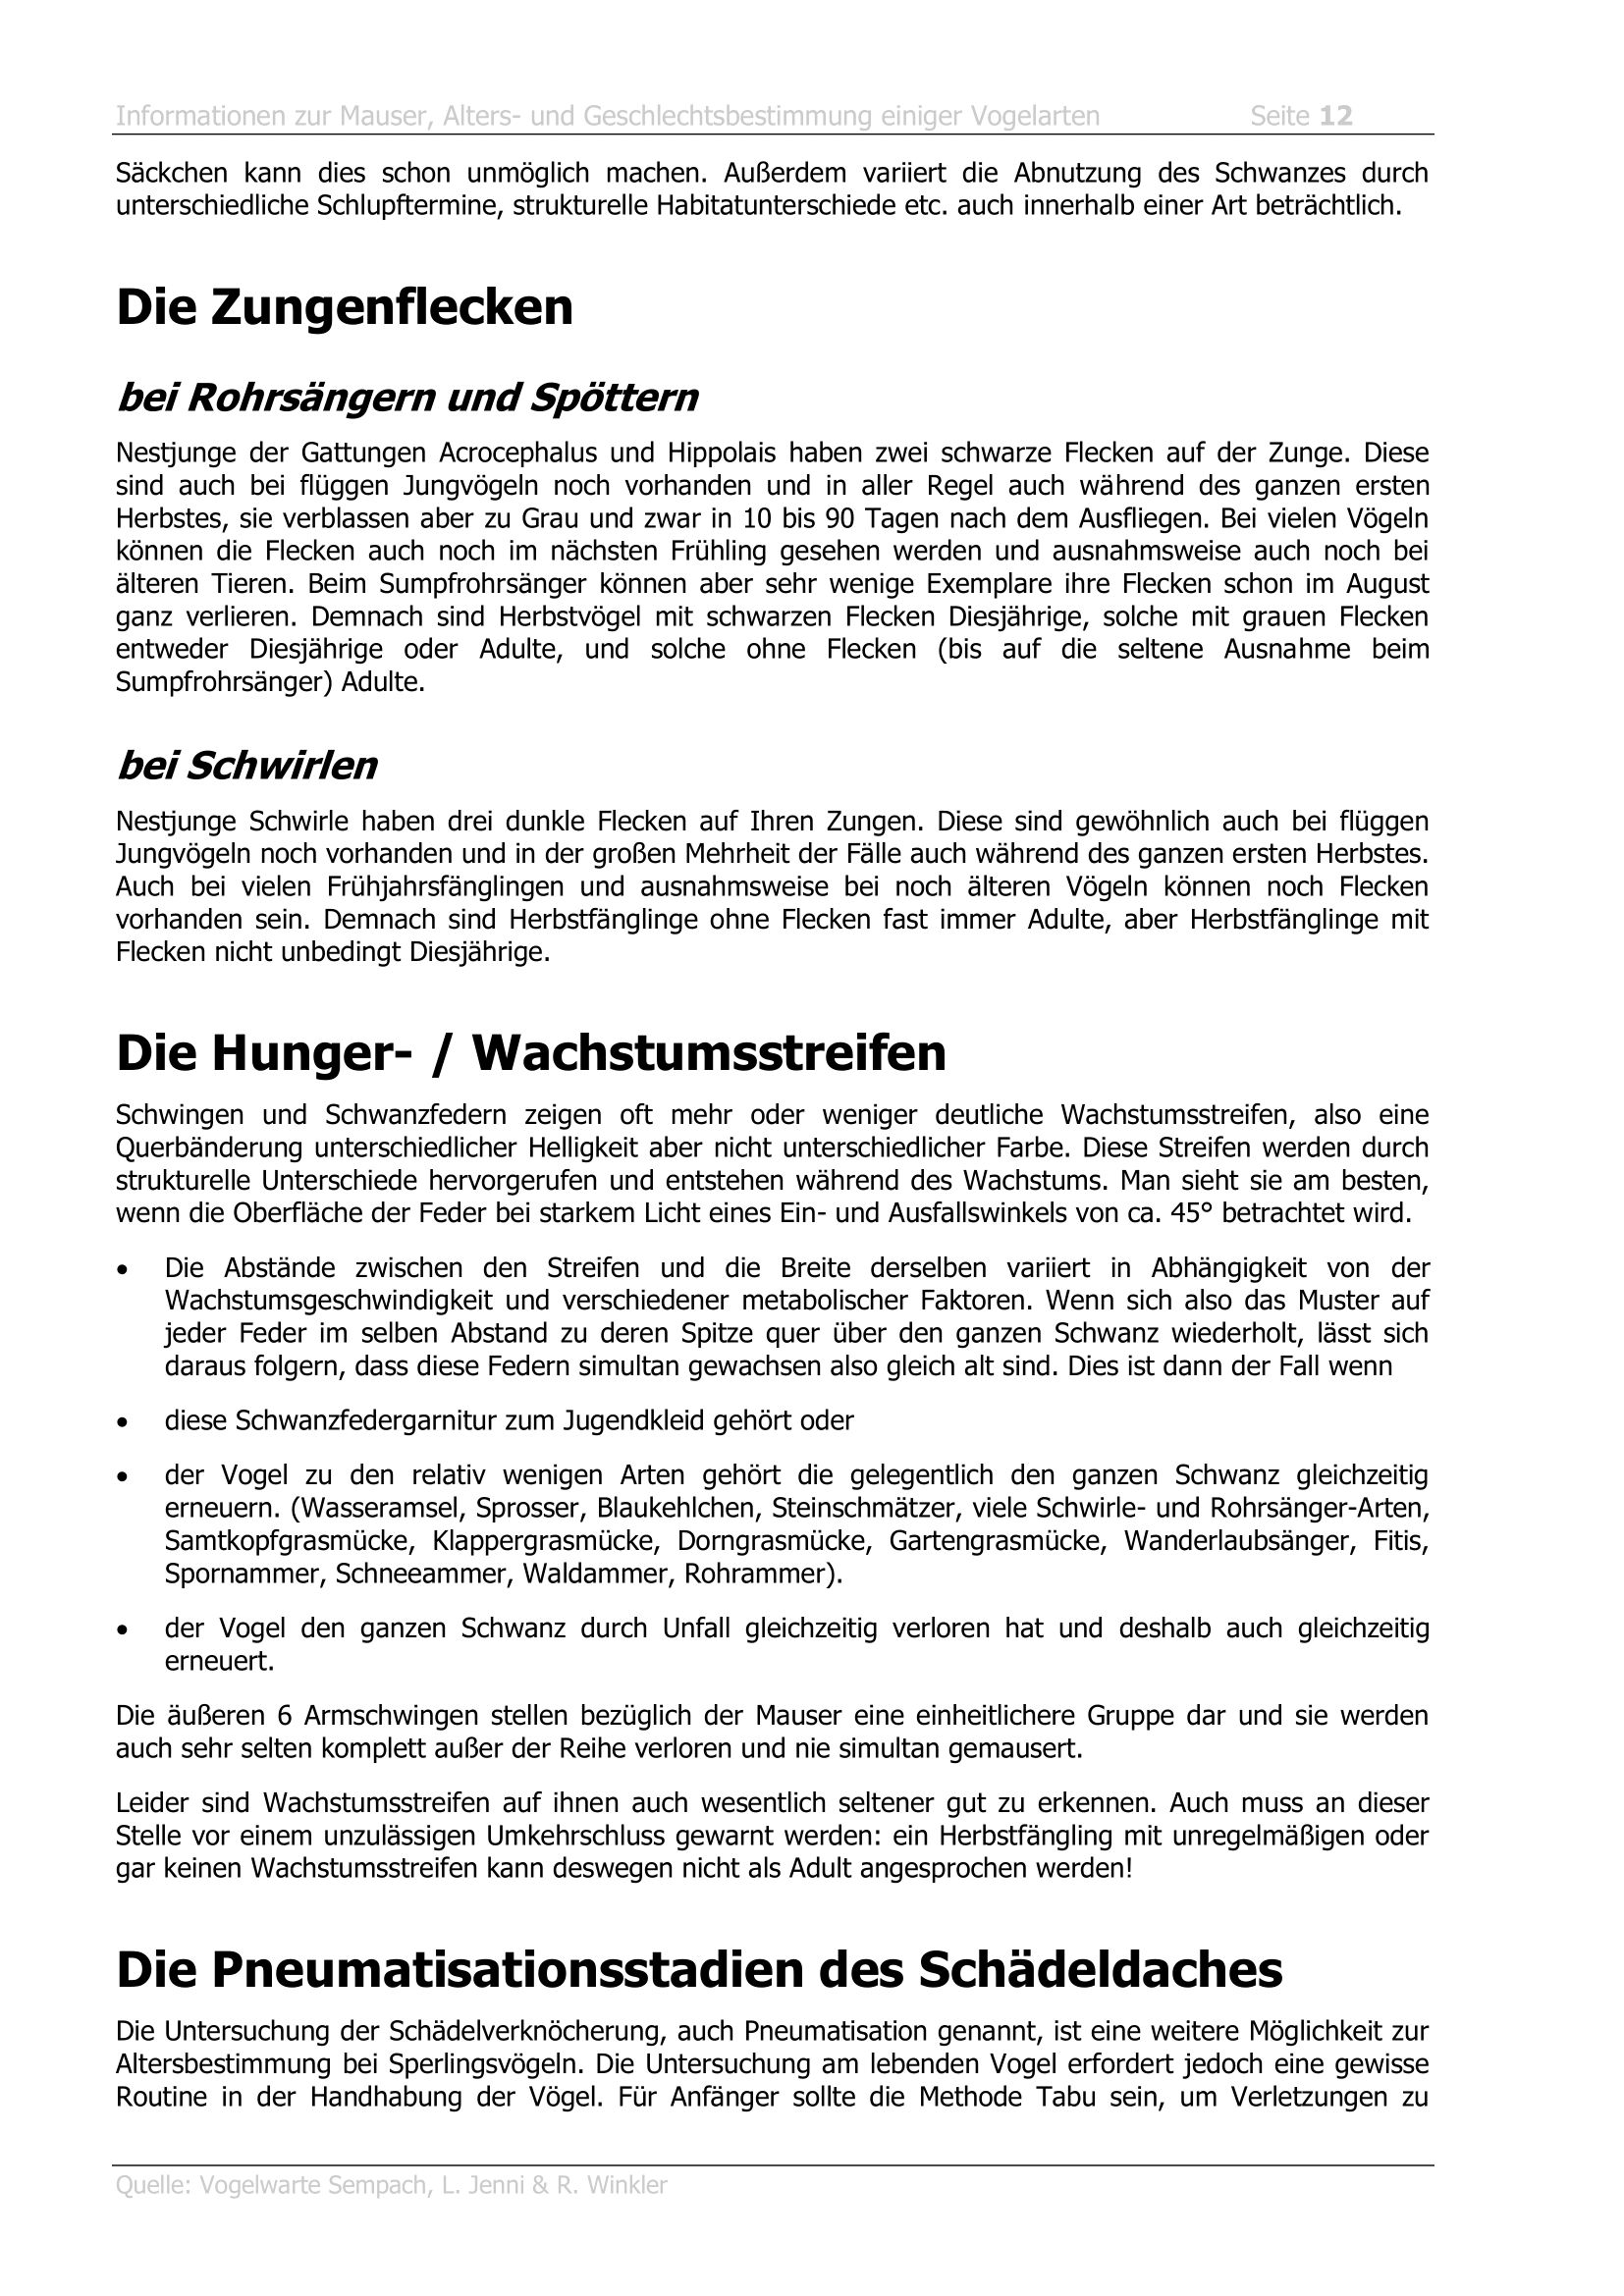 Informationen zur Mauser, Alters- und Geschlechtsbestimmung einiger Vogelarten Seite 12
Säckchen kann dies schon unmöglich machen. Außerdem variiert die Abnutzung des Schwanzes durch
unterschiedliche Schlupftermine, strukturelle Habitatunterschiede etc. auch innerhalb einer Art beträchtlich.
Die Zungenflecken
bei Rohrsängern und Spöttern
Nestjunge der Gattungen Acrocephalus und Hippolais haben zwei schwarze Flecken auf der Zunge. Diese
sind auch bei flüggen Jungvögeln noch vorhanden und in aller Regel auch während des ganzen ersten
Herbstes, sie verblassen aber zu Grau und zwar in 10 bis 90 Tagen nach dem Ausfliegen. Bei vielen Vögeln
können die Flecken auch noch im nächsten Frühling gesehen werden und ausnahmsweise auch noch bei
älteren Tieren. Beim Sumpfrohrsänger können aber sehr wenige Exemplare ihre Flecken schon im August
ganz verlieren. Demnach sind Herbstvögel mit schwarzen Flecken Diesjährige, solche mit grauen Flecken
entweder Diesjährige oder Adulte, und solche ohne Flecken (bis auf die seltene Ausnahme beim
Sumpfrohrsänger) Adulte.
bei Schwirlen
Nestjunge Schwirle haben drei dunkle Flecken auf Ihren Zungen. Diese sind gewöhnlich auch bei flüggen
Jungvögeln noch vorhanden und in der großen Mehrheit der Fälle auch während des ganzen ersten Herbstes.
Auch bei vielen Frühjahrsfänglingen und ausnahmsweise bei noch älteren Vögeln können noch Flecken
vorhanden sein. Demnach sind Herbstfänglinge ohne Flecken fast immer Adulte, aber Herbstfänglinge mit
Flecken nicht unbedingt Diesjährige.
Die Hunger- / Wachstumsstreifen
Schwingen und Schwanzfedern zeigen oft mehr oder weniger deutliche Wachstumsstreifen, also eine
Querbänderung unterschiedlicher Helligkeit aber nicht unterschiedlicher Farbe. Diese Streifen werden durch
strukturelle Unterschiede hervorgerufen und entstehen während des Wachstums. Man sieht sie am besten,
wenn die Oberfläche der Feder bei starkem Licht eines Ein- und Ausfallswinkels von ca. 45° betrachtet wird.
• Die Abstände zwischen den Streifen und die Breite derselben variiert in Abhängigkeit von der
Wachstumsgeschwindigkeit und verschiedener metabolischer Faktoren. Wenn sich also das Muster auf
jeder Feder im selben Abstand zu deren Spitze quer über den ganzen Schwanz wiederholt, lässt sich
daraus folgern, dass diese Federn simultan gewachsen also gleich alt sind. Dies ist dann der Fall wenn
• diese Schwanzfedergarnitur zum Jugendkleid gehört oder
• der Vogel zu den relativ wenigen Arten gehört die gelegentlich den ganzen Schwanz gleichzeitig
erneuern. (Wasseramsel, Sprosser, Blaukehlchen, Steinschmätzer, viele Schwirle- und Rohrsänger-Arten,
Samtkopfgrasmücke, Klappergrasmücke, Dorngrasmücke, Gartengrasmücke, Wanderlaubsänger, Fitis,
Spornammer, Schneeammer, Waldammer, Rohrammer).
• der Vogel den ganzen Schwanz durch Unfall gleichzeitig verloren hat und deshalb auch gleichzeitig
erneuert.
Die äußeren 6 Armschwingen stellen bezüglich der Mauser eine einheitlichere Gruppe dar und sie werden
auch sehr selten komplett außer der Reihe verloren und nie simultan gemausert.
Leider sind Wachstumsstreifen auf ihnen auch wesentlich seltener gut zu erkennen. Auch muss an dieser
Stelle vor einem unzulässigen Umkehrschluss gewarnt werden: ein Herbstfängling mit unregelmäßigen oder
gar keinen Wachstumsstreifen kann deswegen nicht als Adult angesprochen werden!
Die Pneumatisationsstadien des Schädeldaches
Die Untersuchung der Schädelverknöcherung, auch Pneumatisation genannt, ist eine weitere Möglichkeit zur
Altersbestimmung bei Sperlingsvögeln. Die Untersuchung am lebenden Vogel erfordert jedoch eine gewisse
Routine in der Handhabung der Vögel. Für Anfänger sollte die Methode Tabu sein, um Verletzungen zu
Quelle: Vogelwarte Sempach, L. Jenni & R. Winkler